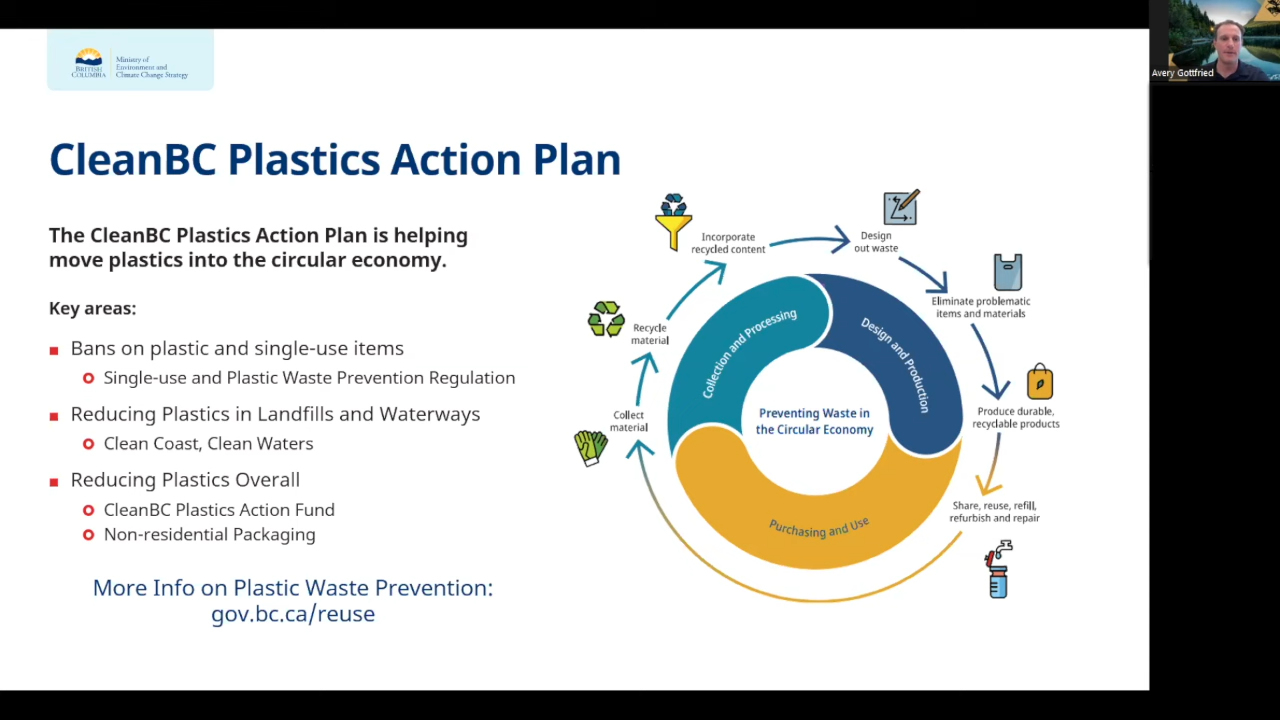 BRITISH
COLUMBIA
Ministry of
Environment and
Climate Change Strategy
Avery Gottfried
CleanBC Plastics Action Plan
The CleanBC Plastics Action Plan is helping
move plastics into the circular economy.
Key areas:
Bans on plastic and single-use items
Single-use and Plastic Waste Prevention Regulation
Reducing Plastics in Landfills and Waterways
Clean Coast, Clean Waters
Reducing Plastics Overall
CleanBC Plastics Action Fund
Non-residential Packaging
More Info on Plastic Waste Prevention:
gov.bc.ca/reuse
Incorporate
recycled content
Design
out waste
Eliminate problematic
items and materials
Produce durable,
recyclable products
Share, reuse, refill,
refurbish and repair
Collect
material
Recycle
material
Collection and Processing
Design and Production
Purchasing and Use
Preventing Waste in
the Circular Economy